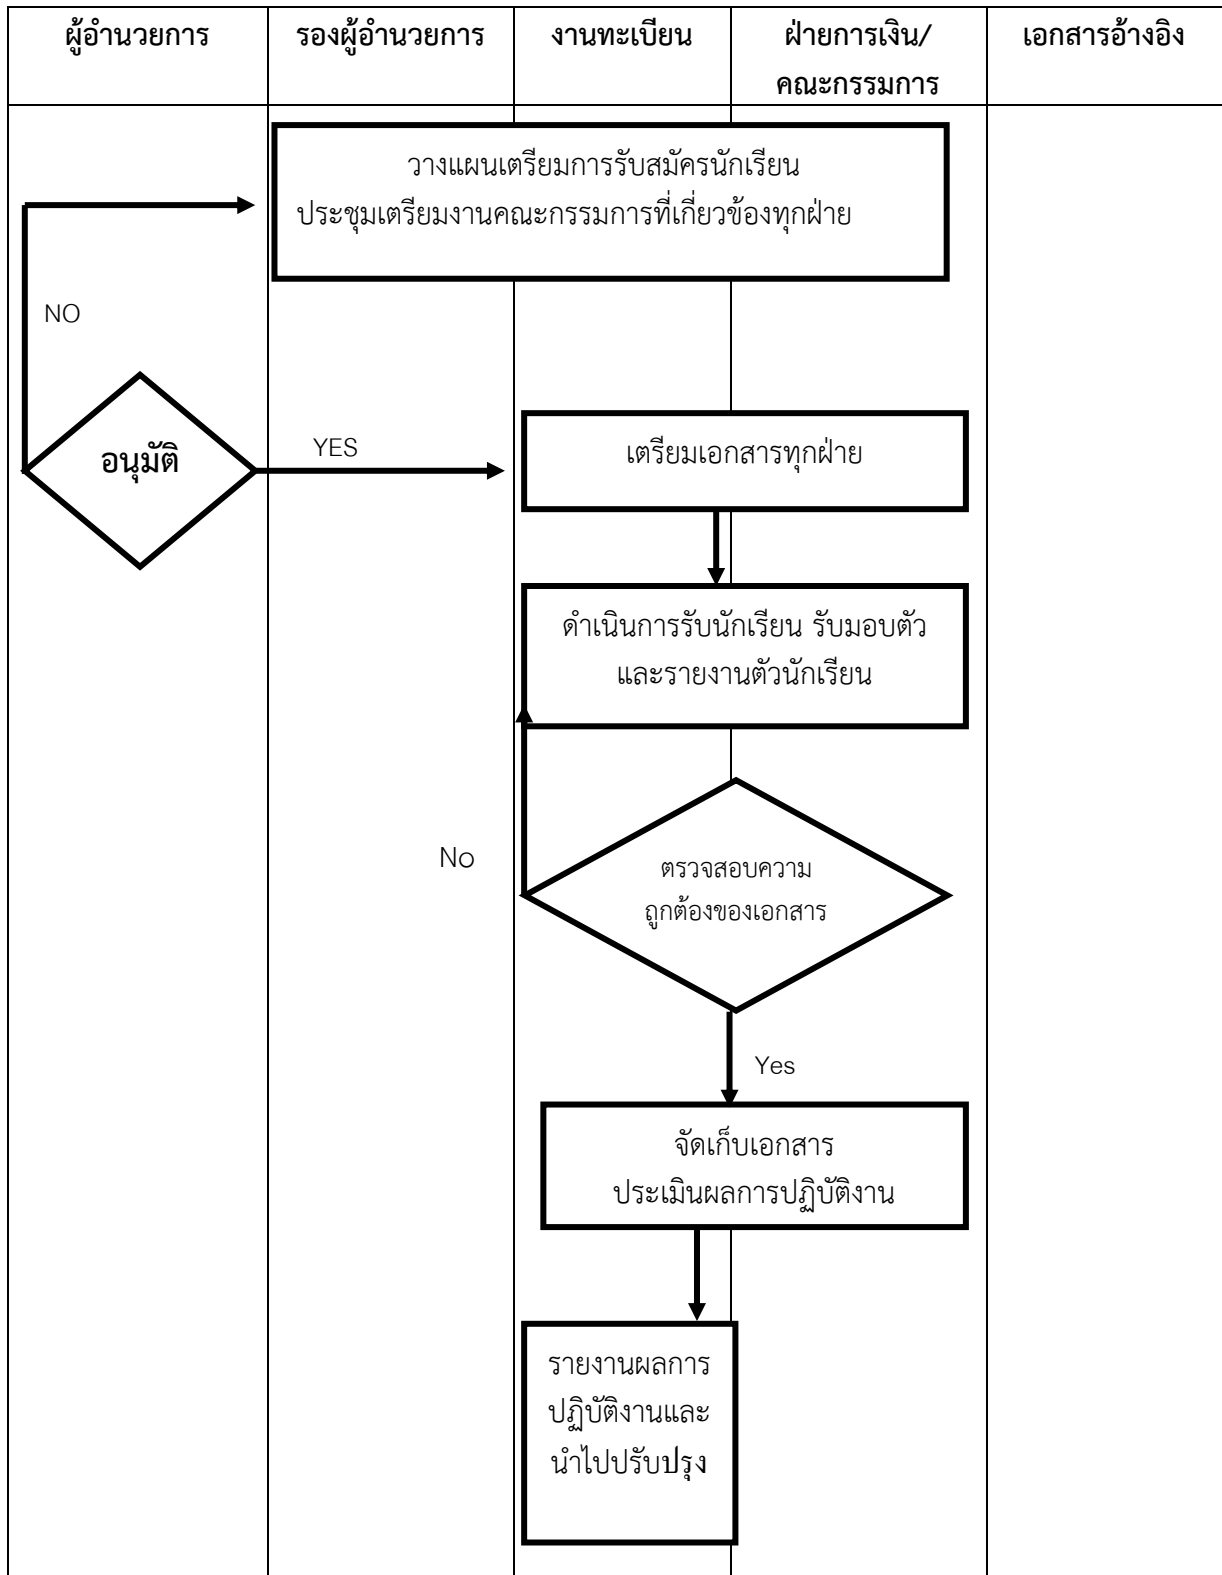 ผู้อำนวยการ
รองผู้อำนวยการ
งานทะเบียน
ฝ่ายการเงิน/
คณะกรรมการ
เอกสารอ้างอิง
วางแผนเตรียมการรับสมัครนักเรียน
ประชุมเตรียมงานคณะกรรมการที่เกี่ยวข้องทุกฝ่าย
NO
อนุมัติ
YES
เตรียมเอกสารทุกฝ่าย
ดำเนินการรับนักเรียน รับมอบตัว
และรายงานตัวนักเรียน
No
ตรวจสอบความ
ถูกต้องของเอกสาร
Yes
จัดเก็บเอกสาร
ประเมินผลการปฏิบัติงาน
รายงานผลการ
ปฏิบัติงานและ
นำไปปรับปรุง